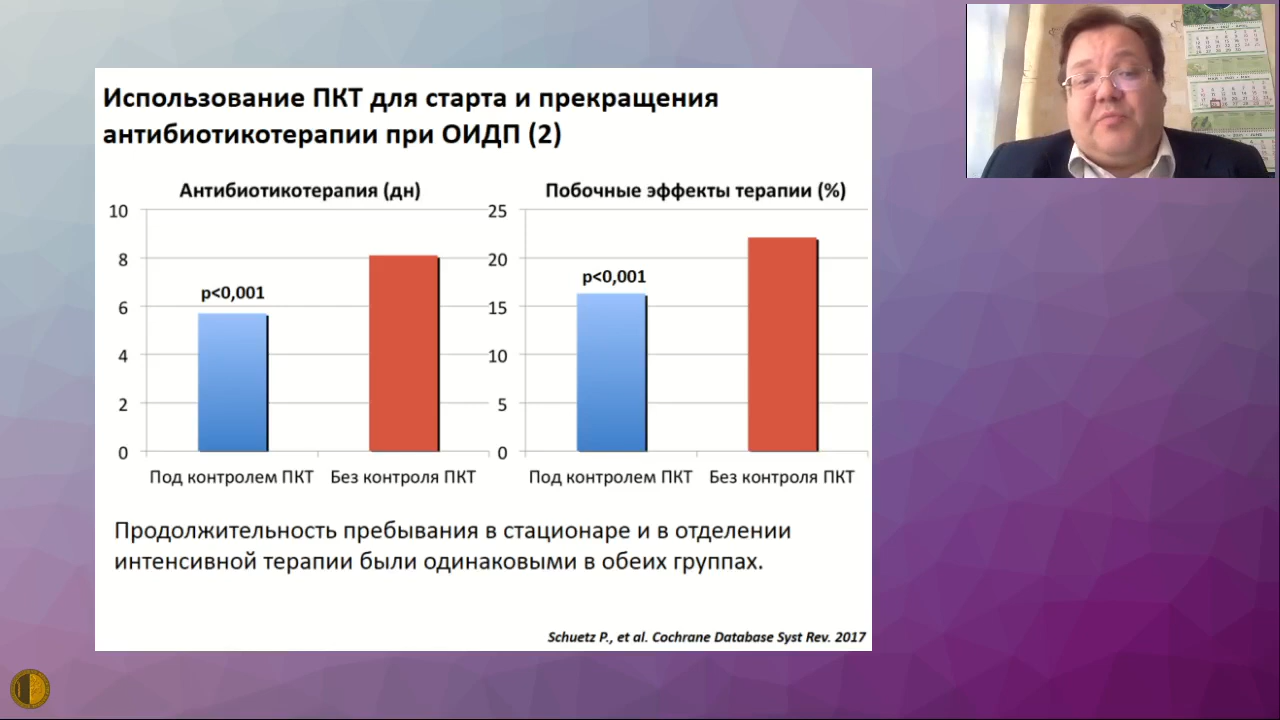 Использование ПКТ для старта и прекращения
антибиотикотерапии при ОИДП (2)
Антибиотикотерапия (дн)
10
8
6
4
2
0
p<0,001
Под контролем ПКТ
Без контроля ПКТ
Побочные эффекты терапии (%)
25
20
15
10
5
0
p<0,001
Под контролем ПКТ
Без контроля ПКТ
Продолжительность пребывания в стационаре и в отделении
интенсивной терапии были одинаковыми в обеих группах.
Schuetz P., et al. Cochrane Database Syst Rev. 2017